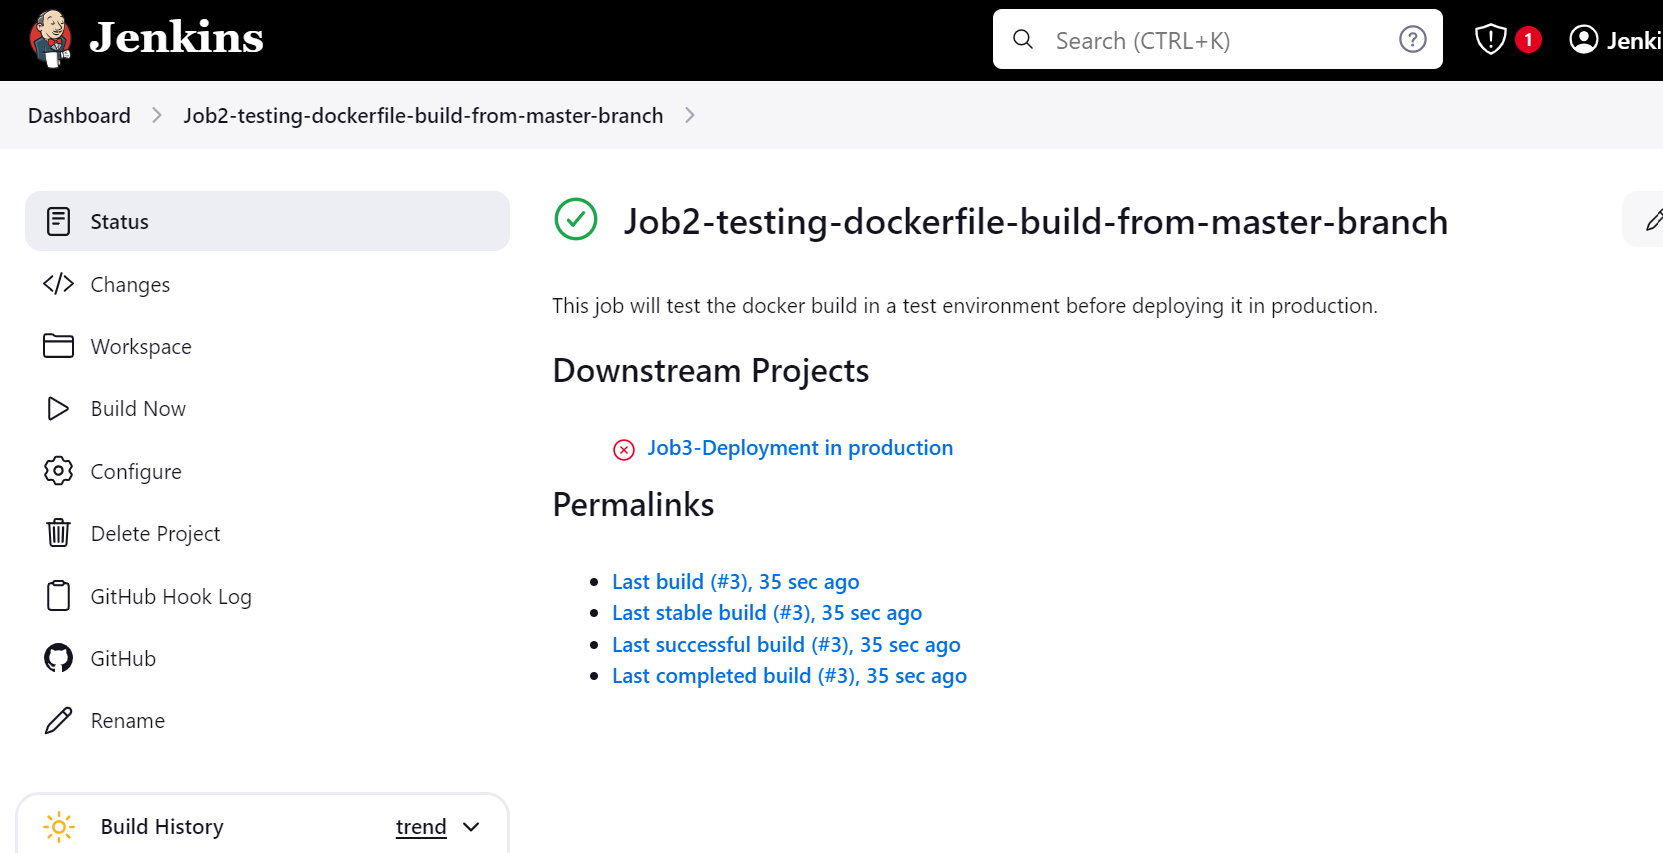 Jenkins
Search (CTRL+K)
?
1
Jenki
Dashboard
Job2-testing-dockerfile-build-from-master-branch
Status
Changes
Workspace
Build Now
Configure
Delete Project
GitHub Hook Log
GitHub
Rename
Build History
trend
Job2-testing-dockerfile-build-from-master-branch
This job will test the docker build in a test environment before deploying it in production.
Downstream Projects
Job3-Deployment in production
Permalinks
Last build (#3), 35 sec ago
Last stable build (#3), 35 sec ago
Last successful build (#3), 35 sec ago
Last completed build (#3), 35 sec ago